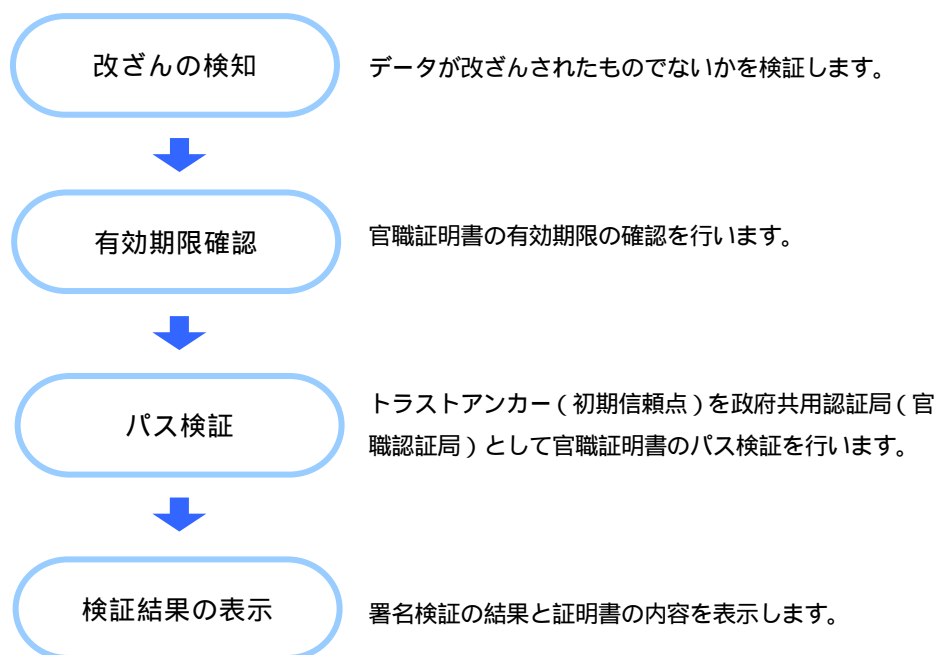 改ざんの検知
データが改ざんされたものでないかを検証します。
有効期限確認
官職証明書の有効期限の確認を行います。
パス検証
トラストアンカー(初期信頼点)を政府共用認証局(官
職認証局)として官職証明書のパス検証を行います。
検証結果の表示
署名検証の結果と証明書の内容を表示します。